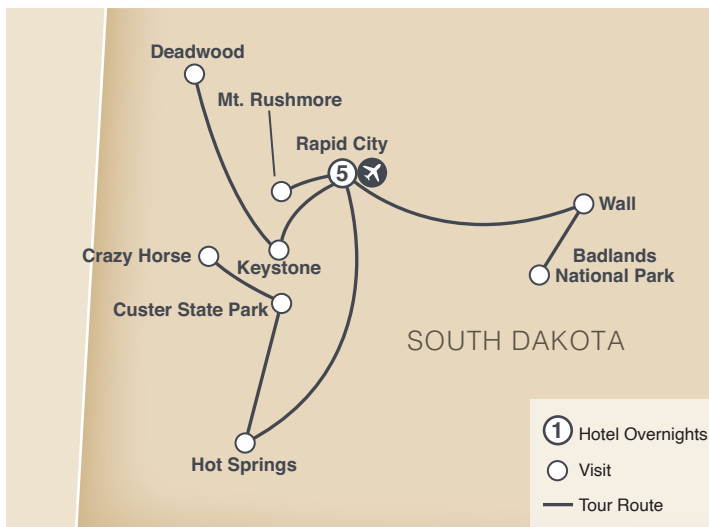 Deadwood
Mt. Rushmore
Rapid City
5
Wall
Crazy Horse
Keystone
Badlands
National Park
Custer State Park
SOUTH DAKOTA
Hot Springs
1 Hotel Overnights
Visit
Tour Route